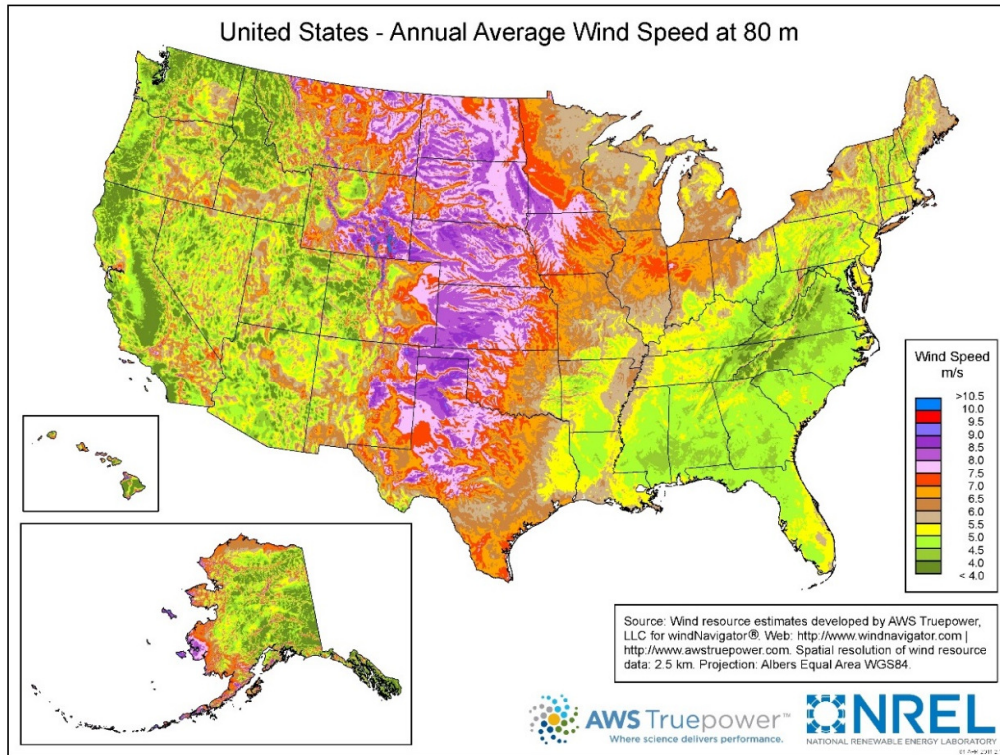 United States - Annual Average Wind Speed at 80 m
Wind Speed
m/s
>10.5
10.0
9.5
9.0
8.5
8.0
7.5
7.0
6.5
6.0
5.5
5.0
4.5
4.0
< 4.0
Source: Wind resource estimates developed by AWS Truepower,
LLC for windNavigator®. Web: http://www.windnavigator.com |
http://www.awstruepower.com. Spatial resolution of wind resource
data: 2.5 km. Projection: Albers Equal Area WGS84.
AWS Truepower™
Where science delivers performance.
NREL
NATIONAL RENEWABLE ENERGY LABORATORY